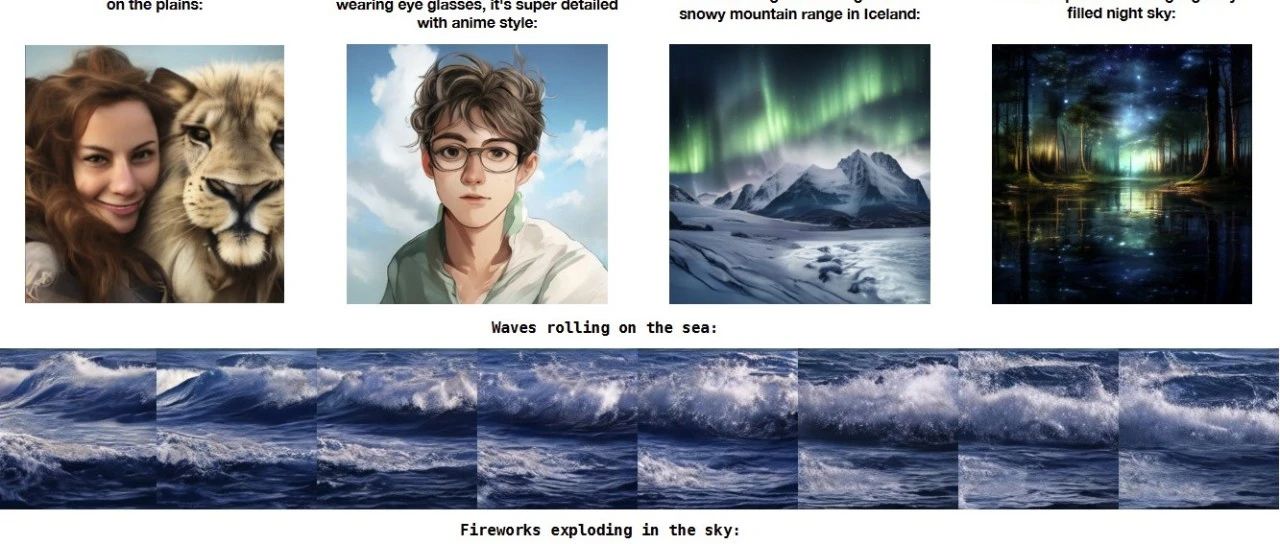 on the plains:
wearing eye glasses, it's super detailed
with anime style:
snowy mountain range in Iceland:
filled night sky:
Waves rolling on the sea:
Fireworks exploding in the sky: